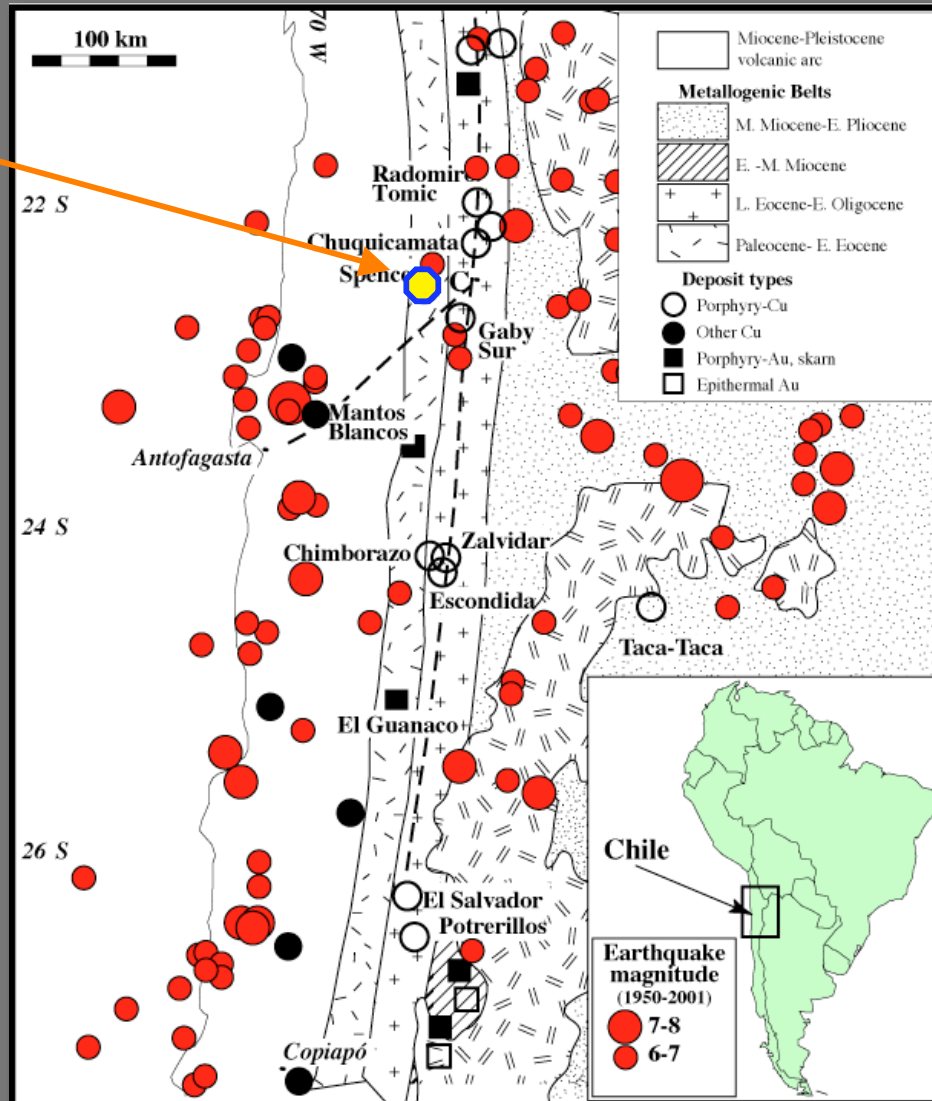 100 km
70 W
22 S
24 S
26 S
Radomiro
Tomic
Chuquicamata
Spence
C
Gaby
Sur
Mantos
Blancos
Antofagasta
Chimborazo
Zalvidar
Escondida
Taca-Taca
El Guanaco
El Salvador
Potrerillos
Copiapó
Miocene-Pleistocene
volcanic arc
Metallogenic Belts
M. Miocene-E. Pliocene
E. -M. Miocene
L. Eocene-E. Oligocene
Paleocene- E. Eocene
Deposit types
Porphyry-Cu
Other Cu
Porphyry-Au, skarn
Epithermal Au
Chile
Earthquake
magnitude
(1950-2001)
7-8
6-7